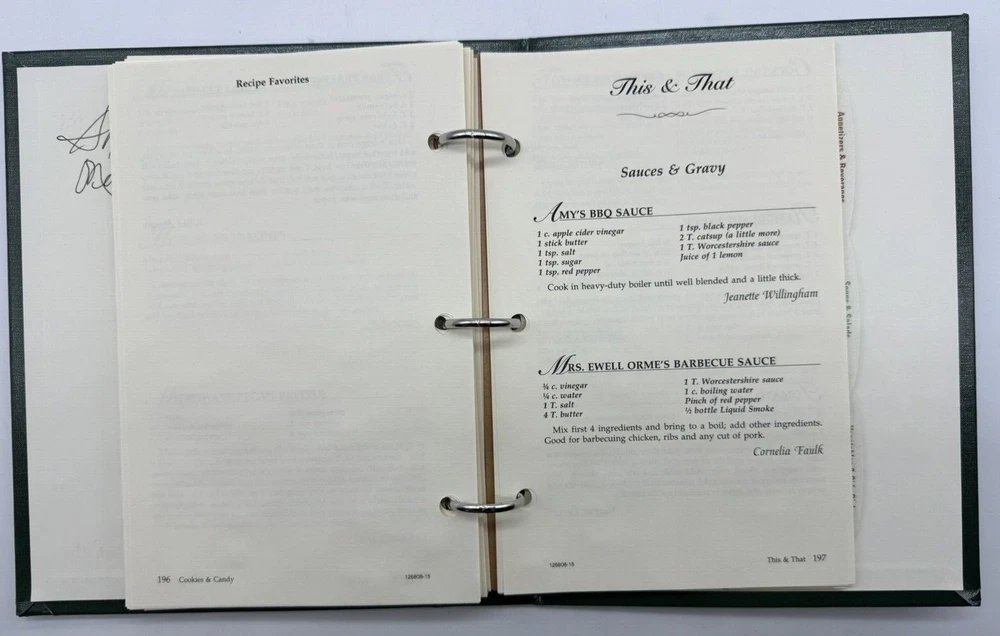 Recipe Favorites
196 Cookies & Candy
126808-15
This & That
Sauces & Gravy
AMY'S BBQ SAUCE
1 c. apple cider vinegar
1 stick butter
1 tsp. salt
1 tsp. sugar
1 tsp. red pepper
1 tsp. black pepper
2 T. catsup (a little more)
1 T. Worcestershire sauce
Juice of 1 lemon
Cook in heavy-duty boiler until well blended and a little thick.
Jeanette Willingham
MRS. EWELL ORME'S BARBECUE SAUCE
¾ c. vinegar
¼ c. water
1 T. salt
4 T. butter
1 T. Worcestershire sauce
1 c. boiling water
Pinch of red pepper
½ bottle Liquid Smoke
Mix first 4 ingredients and bring to a boil; add other ingredients.
Good for barbecuing chicken, ribs and any cut of pork.
Cornelia Faulk
126808-15
This & That 197
Appetizers & Beverages
Soups & Salads